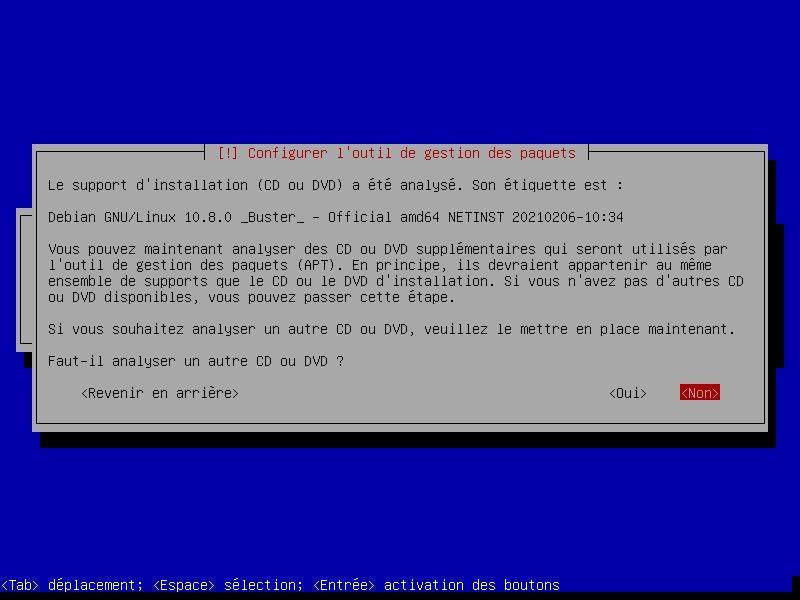 [!] Configurer l'outil de gestion des paquets
Le support d'installation (CD ou DVD) a été analysé. Son étiquette est :
Debian GNU/Linux 10.8.0 _Buster_ - Official amd64 NETINST 20210206-10:34
Vous pouvez maintenant analyser des CD ou DVD supplémentaires qui seront utilisés par
l'outil de gestion des paquets (APT). En principe, ils devraient appartenir au même
ensemble de supports que le CD ou le DVD d'installation. Si vous n'avez pas d'autres CD
ou DVD disponibles, vous pouvez passer cette étape.
Si vous souhaitez analyser un autre CD ou DVD, veuillez le mettre en place maintenant.
Faut-il analyser un autre CD ou DVD ?
<Revenir en arrière> <Oui> <Non>
<Tab> déplacement; <Espace> sélection; <Entrée> activation des boutons